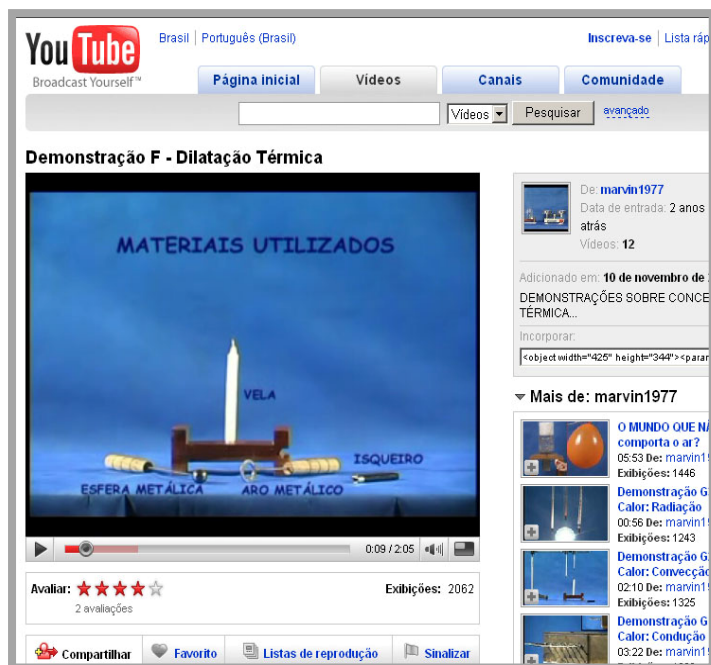 You Tube
Broadcast Yourself™
Brasil | Português (Brasil)
Inscreva-se | Lista ráp
Página inicial
Vídeos
Canais
Comunidade
Vídeos
Pesquisar
avançado
Demonstração F - Dilatação Térmica
MATERIAIS UTILIZADOS
VELA
ISQUEIRO
ESFERA METÁLICA
ARO METÁLICO
0:09 / 2:05
Avaliar:
2 avaliações
Exibições: 2062
Compartilhar
Favorito
Listas de reprodução
Sinalizar
De: marvin1977
Data de entrada: 2 anos
atrás
Vídeos: 12
Adicionado em: 10 de novembro de
DEMONSTRAÇÕES SOBRE CONCE
TÉRMICA...
Incorporar:
<object width="425" height="344"><parar
Mais de: marvin1977
O MUNDO QUE NÃ
comporta o ar?
05:53 De: marvin1
Exibições: 1446
Demonstração G
Calor: Radiação
00:56 De: marvin1
Exibições: 1243
Demonstração G
Calor: Convecção
02:10 De: marvin1
Exibições: 1325
Demonstração G
Calor: Condução
03:22 De: marvin1